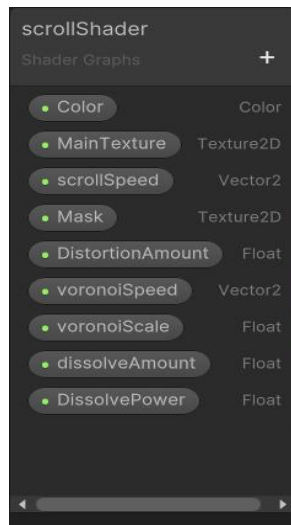 scrollShader
Shader Graphs
+
Color Color
MainTexture Texture2D
scrollSpeed Vector2
Mask Texture2D
DistortionAmount Float
voronoiSpeed Vector2
voronoiScale Float
dissolveAmount Float
DissolvePower Float